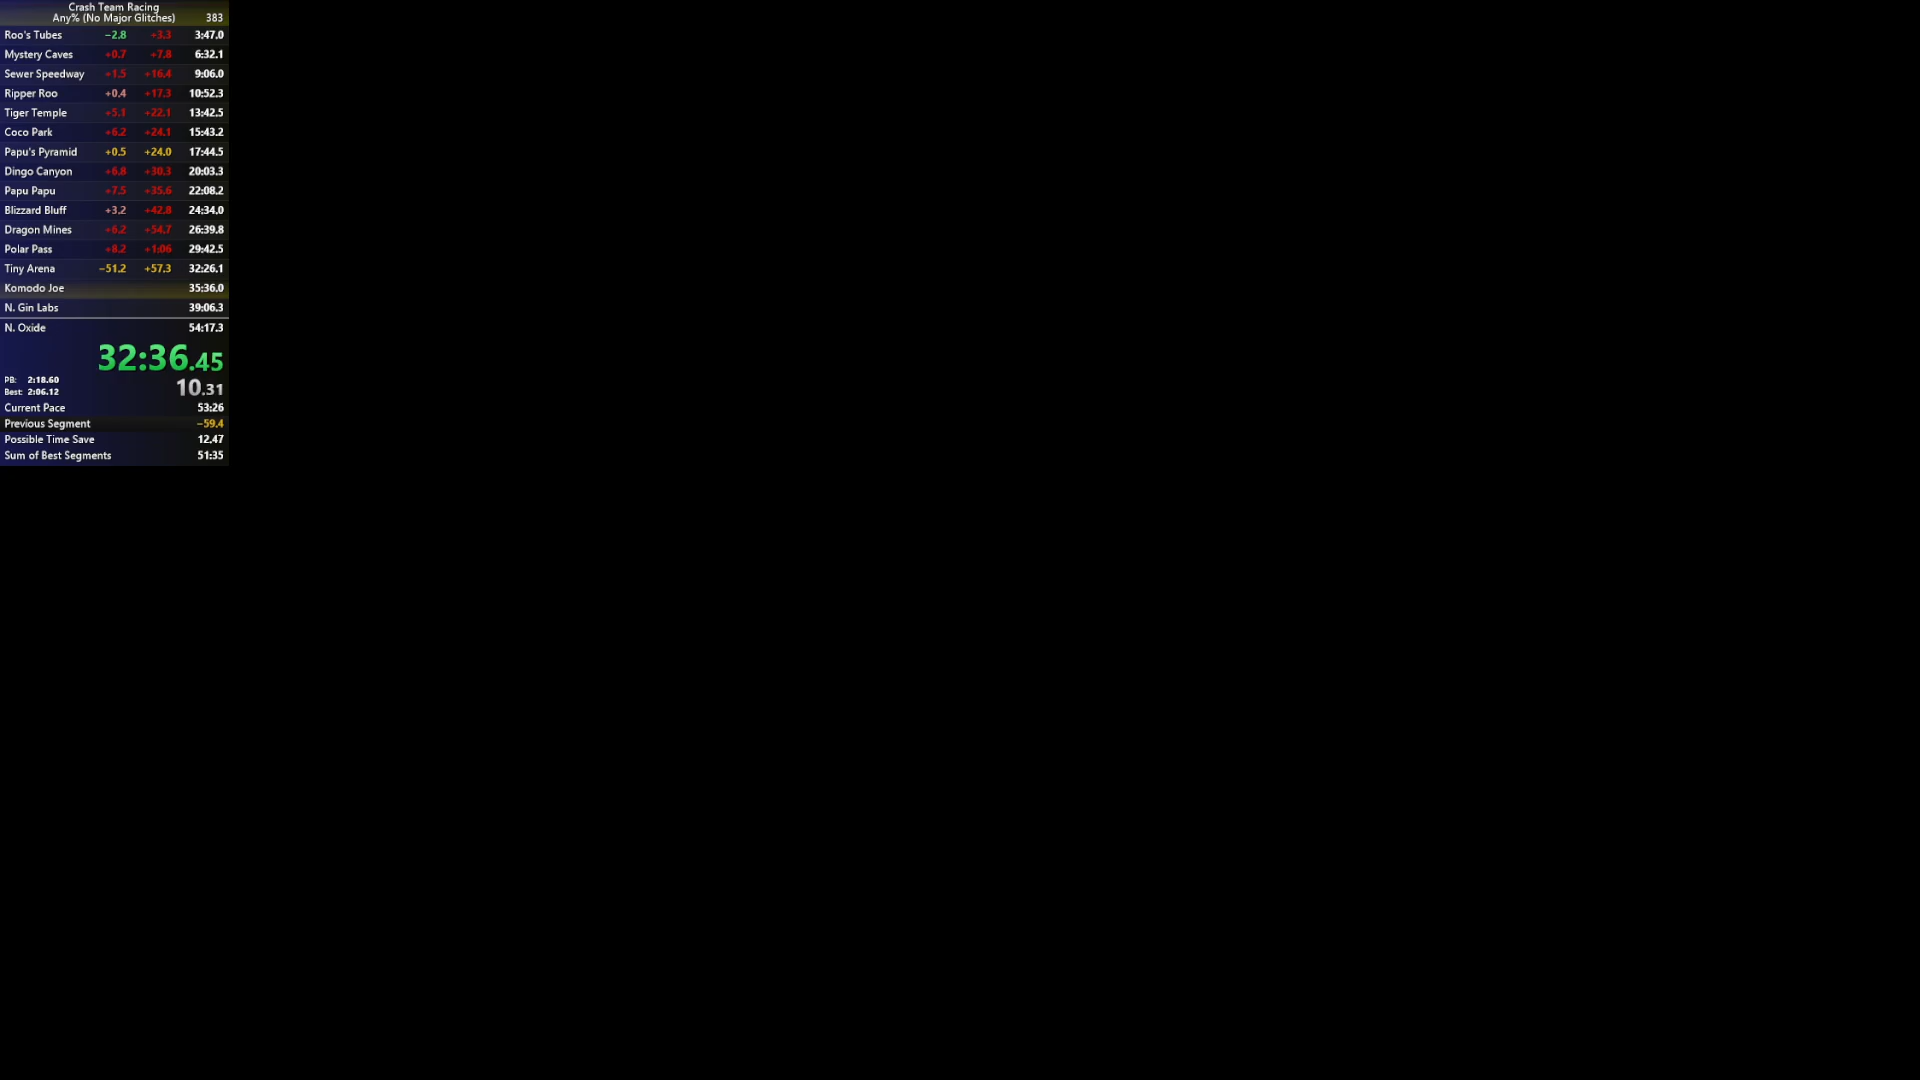 Crash Team Racing
Any% (No Major Glitches) 383
Roo's Tubes −2.8 +3.3 3:47.0
Mystery Caves +0.7 +7.8 6:32.1
Sewer Speedway +1.5 +16.4 9:06.0
Ripper Roo +0.4 +17.3 10:52.3
Tiger Temple +5.1 +22.1 13:42.5
Coco Park +6.2 +24.1 15:43.2
Papu's Pyramid +0.5 +24.0 17:44.5
Dingo Canyon +6.8 +30.3 20:03.3
Papu Papu +7.5 +35.6 22:08.2
Blizzard Bluff +3.2 +42.8 24:34.0
Dragon Mines +6.2 +54.7 26:39.8
Polar Pass +8.2 +1:06 29:42.5
Tiny Arena −51.2 +57.3 32:26.1
Komodo Joe 35:36.0
N. Gin Labs 39:06.3
N. Oxide 54:17.3
32:36.45
PB: 2:18.60
Best: 2:06.12 10.31
Current Pace 53:26
Previous Segment −59.4
Possible Time Save 12.47
Sum of Best Segments 51:35